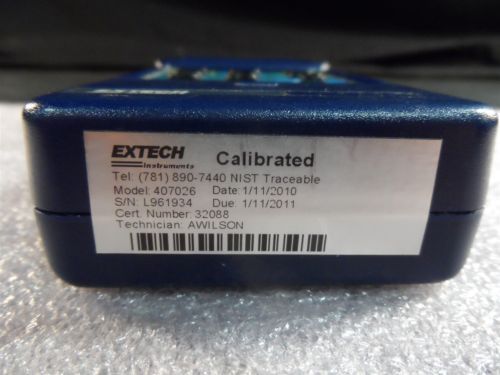 EXTECH Calibrated
Instruments
Tel: (781) 890-7440 NIST Traceable
Model: 407026 Date: 1/11/2010
S/N: L961934 Due: 1/11/2011
Cert. Number: 32088
Technician: AWILSON